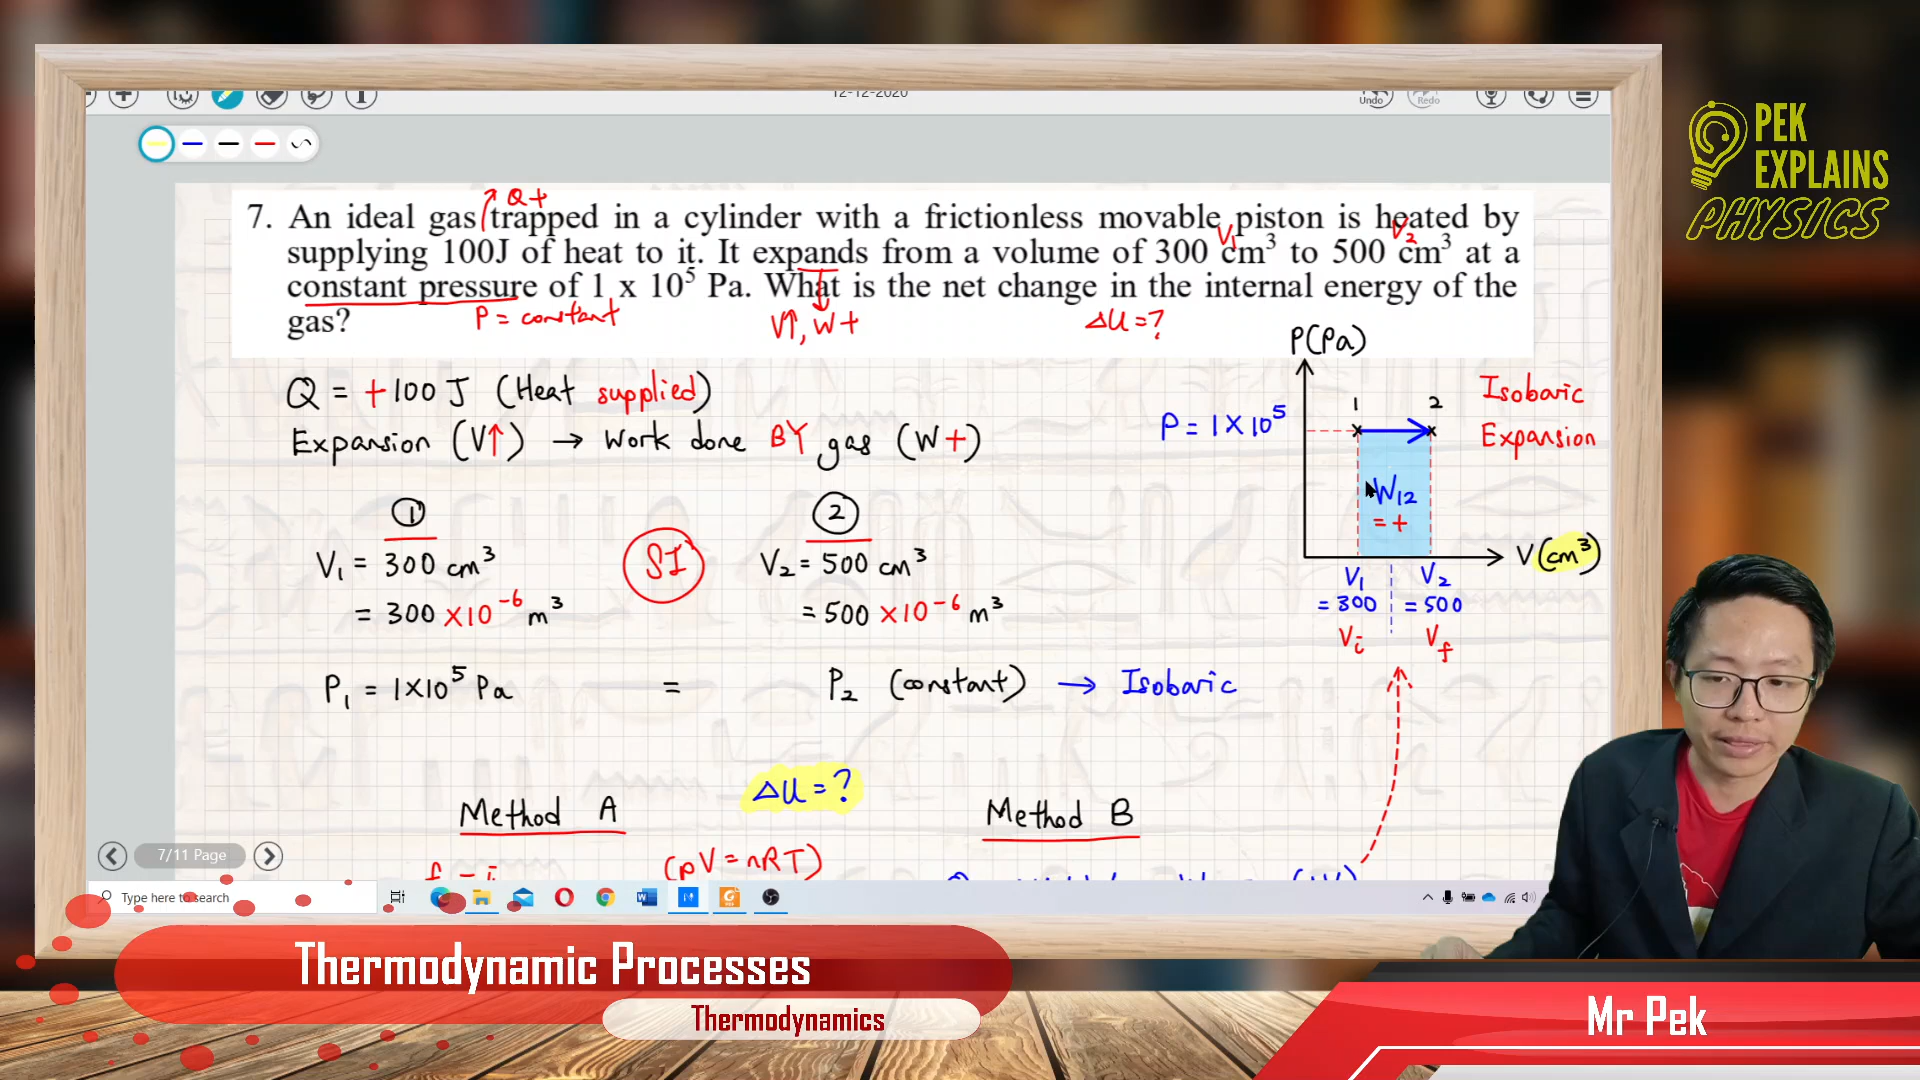 12-12-2020
Undo
Redo
PEK
EXPLAINS
PHYSICS
Q +
7. An ideal gas trapped in a cylinder with a frictionless movable piston is heated by
V1 V2
supplying 100J of heat to it. It expands from a volume of 300 cm³ to 500 cm³ at a
constant pressure of 1 x 10⁵ Pa. What is the net change in the internal energy of the
gas?
P = constant
V↑, W+
ΔU = ?
Q = +100 J (Heat supplied)
Expansion (V↑) → Work done BY gas (W+)
P(Pa)
1 2
P = 1X10⁵
Isobaric
Expansion
W12
= +
V(cm³)
V1 V2
= 300 = 500
Vi Vf
① ②
V₁ = 300 cm³
= 300 X10⁻⁶ m³
SI
V₂ = 500 cm³
= 500 X10⁻⁶ m³
P₁ = 1X10⁵ Pa = P₂ (constant) → Isobaric
ΔU = ?
Method A
Method B
f - i
(pV = nRT)
7/11 Page
Type here to search
Thermodynamic Processes
Thermodynamics
Mr Pek